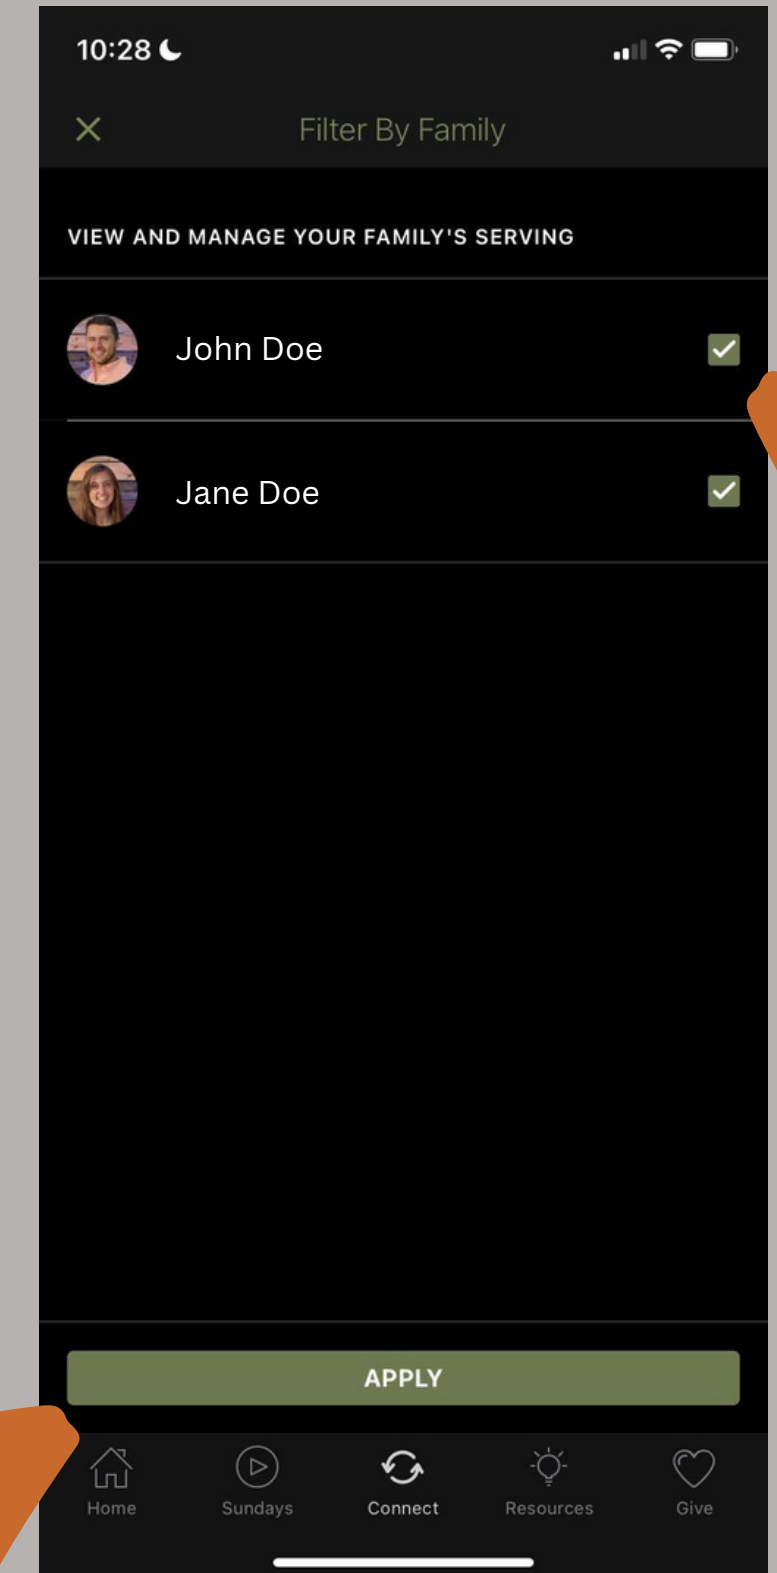 10:28
Filter By Family
VIEW AND MANAGE YOUR FAMILY'S SERVING
John Doe
Jane Doe
APPLY
Home Sundays Connect Resources Give